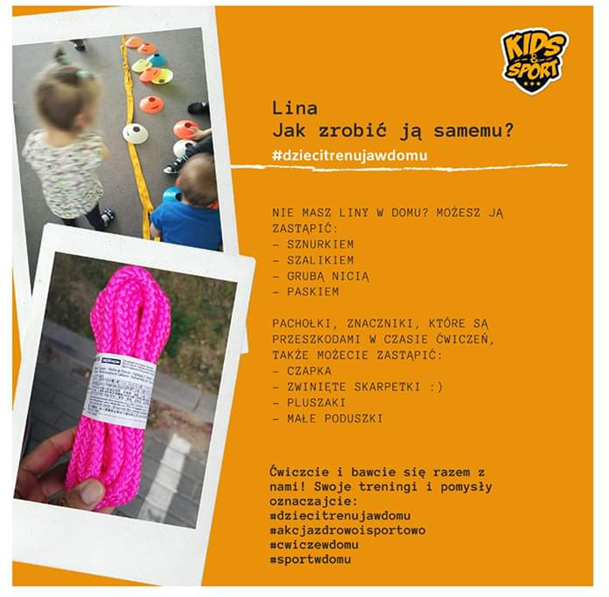 KIDS
&
SPORT
Lina
Jak zrobić ją samemu?
#dziecitrenujawdomu
NIE MASZ LINY W DOMU? MOŻESZ JĄ
ZASTĄPIĆ:
- SZNURKIEM
- SZALIKIEM
- GRUBĄ NICIĄ
- PASKIEM
PACHOŁKI, ZNACZNIKI, KTÓRE SĄ
PRZESZKODAMI W CZASIE ĆWICZEŃ,
TAKŻE MOŻECIE ZASTĄPIĆ:
- CZAPKA
- ZWINIĘTE SKARPETKI :)
- PLUSZAKI
- MAŁE PODUSZKI
Ćwiczcie i bawcie się razem z
nami! Swoje treningi i pomysły
oznaczajcie:
#dziecitrenujawdomu
#akcjazdrowoisportowo
#cwiczewdomu
#sportwdomu